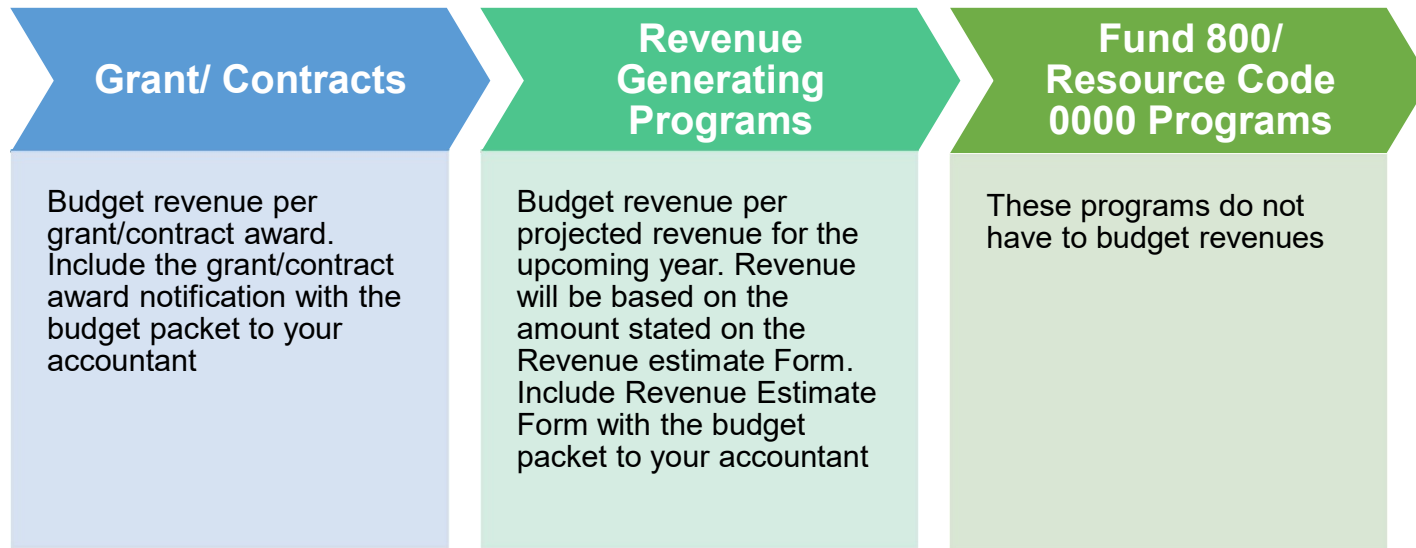 Grant/ Contracts
Budget revenue per
grant/contract award.
Include the grant/contract
award notification with the
budget packet to your
accountant
Revenue
Generating
Programs
Budget revenue per
projected revenue for the
upcoming year. Revenue
will be based on the
amount stated on the
Revenue estimate Form.
Include Revenue Estimate
Form with the budget
packet to your accountant
Fund 800/
Resource Code
0000 Programs
These programs do not
have to budget revenues